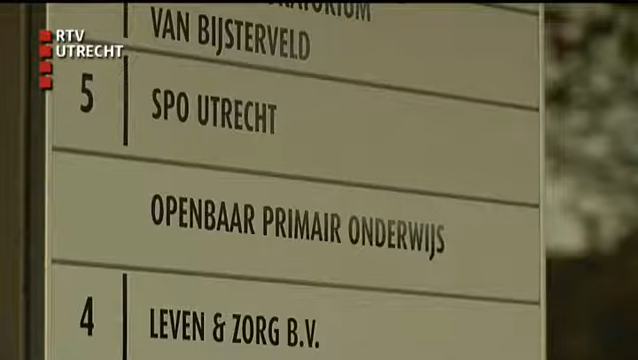 RTV
UTRECHT
VAN BIJSTERVELD
5 SPO UTRECHT
OPENBAAR PRIMAIR ONDERWIJS
4 LEVEN & ZORG B.V.